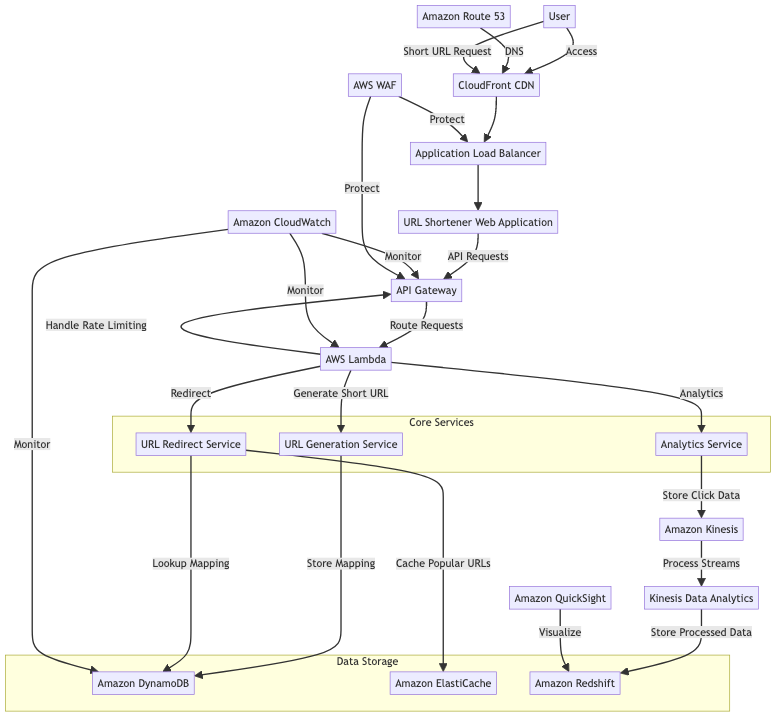 Amazon Route 53
User
Short URL Request
DNS
Access
AWS WAF
CloudFront CDN
Protect
Application Load Balancer
Protect
Amazon CloudWatch
URL Shortener Web Application
Monitor
API Requests
Monitor
API Gateway
Handle Rate Limiting
Route Requests
AWS Lambda
Redirect
Generate Short URL
Analytics
Core Services
Monitor
URL Redirect Service
URL Generation Service
Analytics Service
Store Click Data
Amazon Kinesis
Lookup Mapping
Store Mapping
Cache Popular URLs
Process Streams
Amazon QuickSight
Kinesis Data Analytics
Visualize
Store Processed Data
Data Storage
Amazon DynamoDB
Amazon ElastiCache
Amazon Redshift